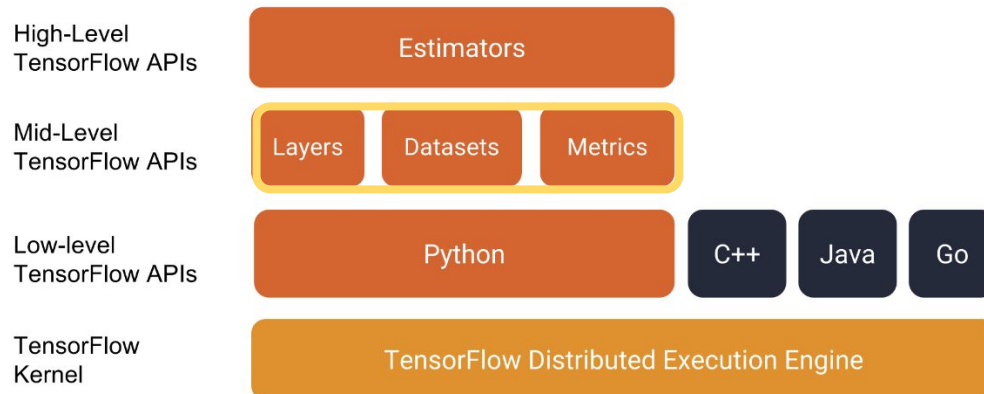 High-Level
TensorFlow APIs
Estimators
Mid-Level
TensorFlow APIs
Layers
Datasets
Metrics
Low-level
TensorFlow APIs
Python
C++
Java
Go
TensorFlow
Kernel
TensorFlow Distributed Execution Engine